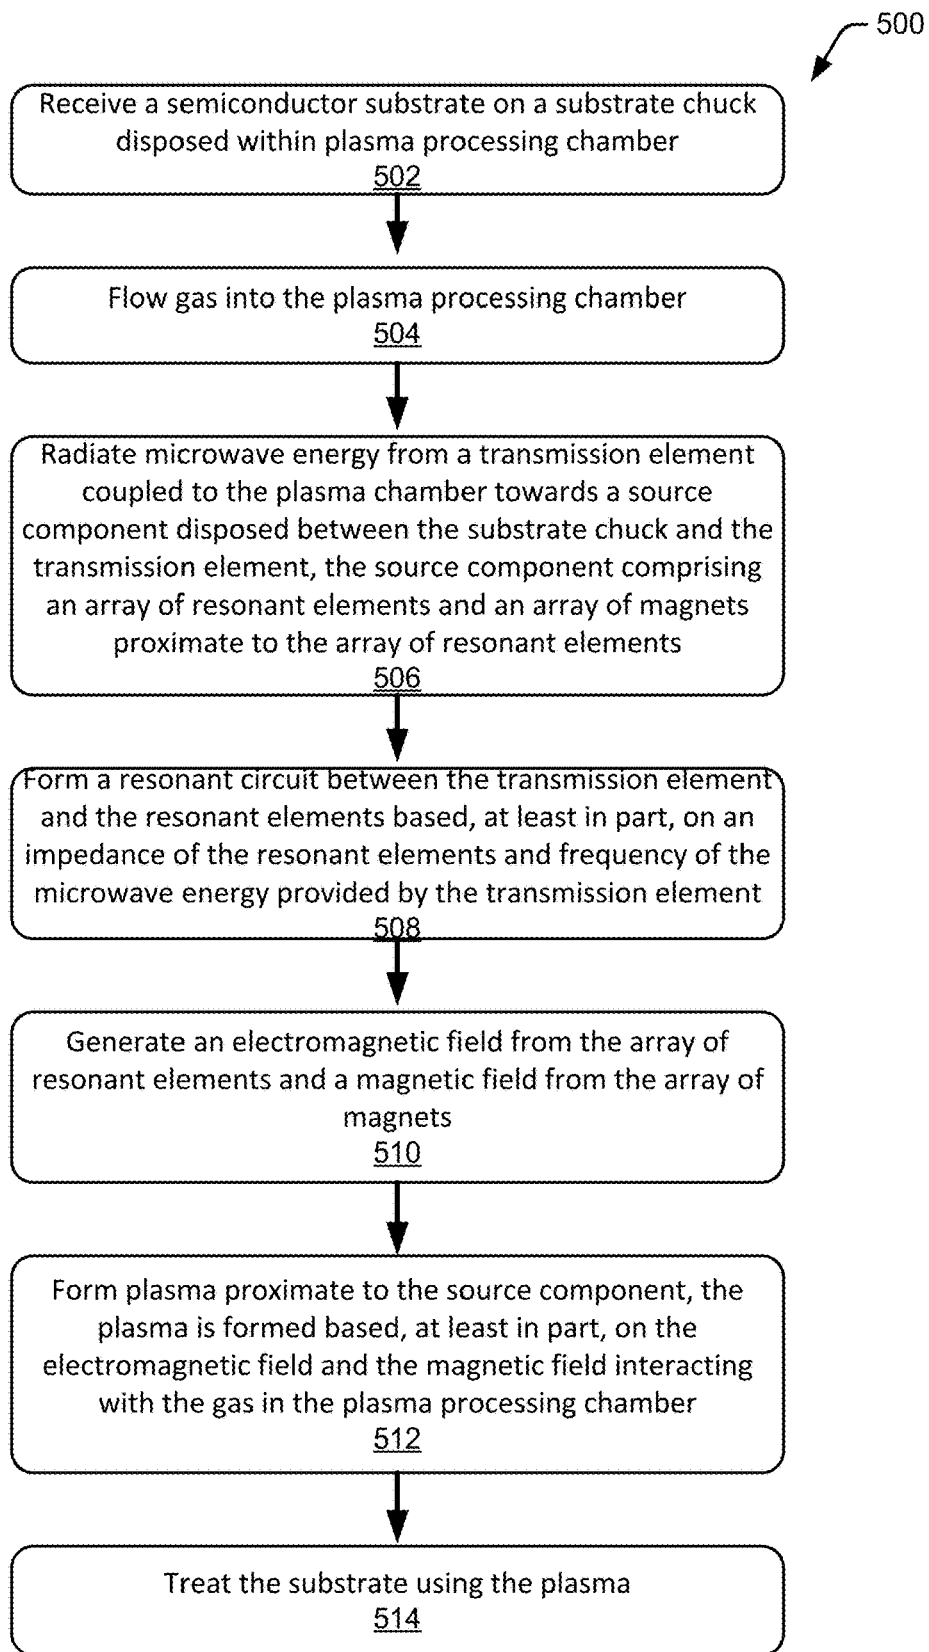 500
Receive a semiconductor substrate on a substrate chuck
disposed within plasma processing chamber
502
Flow gas into the plasma processing chamber
504
Radiate microwave energy from a transmission element
coupled to the plasma chamber towards a source
component disposed between the substrate chuck and the
transmission element, the source component comprising
an array of resonant elements and an array of magnets
proximate to the array of resonant elements
506
Form a resonant circuit between the transmission element
and the resonant elements based, at least in part, on an
impedance of the resonant elements and frequency of the
microwave energy provided by the transmission element
508
Generate an electromagnetic field from the array of
resonant elements and a magnetic field from the array of
magnets
510
Form plasma proximate to the source component, the
plasma is formed based, at least in part, on the
electromagnetic field and the magnetic field interacting
with the gas in the plasma processing chamber
512
Treat the substrate using the plasma
514